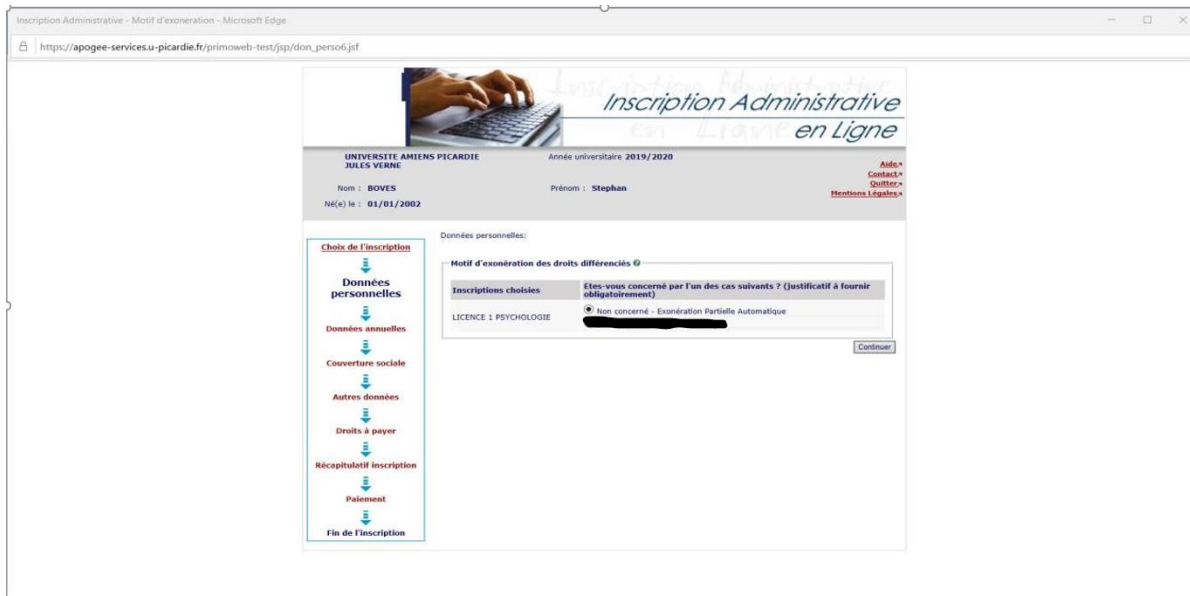 Inscription Administrative - Motif d'exoneration - Microsoft Edge
https://apogee-services.u-picardie.fr/primoweb-test/jsp/don_perso6.jsf
Inscription Administrative
en Ligne
UNIVERSITE AMIENS PICARDIE
JULES VERNE
Année universitaire 2019/2020
Aide
Contact
Quitter
Mentions Légales
Nom : BOVES
Prénom : Stephan
Né(e) le : 01/01/2002
Choix de l'inscription
Données
personnelles
Données annuelles
Couverture sociale
Autres données
Droits à payer
Récapitulatif inscription
Paiement
Fin de l'inscription
Données personnelles:
Motif d'exonération des droits différenciés
Inscriptions choisies
Etes-vous concerné par l'un des cas suivants ? (justificatif à fournir
obligatoirement)
LICENCE 1 PSYCHOLOGIE
Non concerné - Exonération Partielle Automatique
Continuer